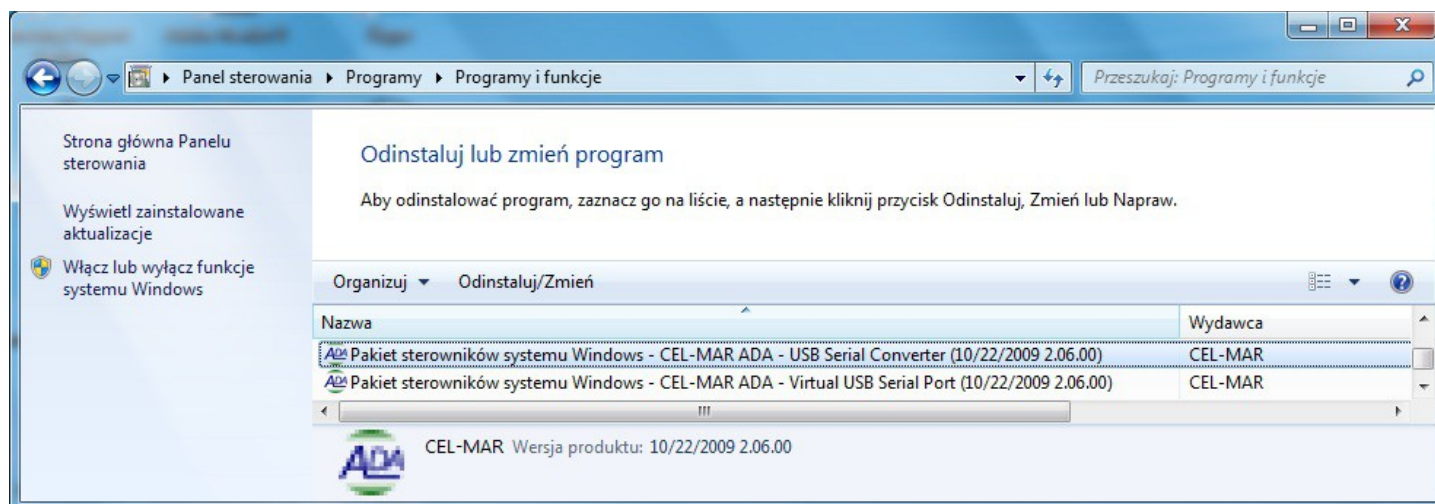 Panel sterowania Programy Programy i funkcje Przeszukaj: Programy i funkcje
Strona główna Panelu
sterowania
Wyświetl zainstalowane
aktualizacje
Włącz lub wyłącz funkcje
systemu Windows
Odinstaluj lub zmień program
Aby odinstalować program, zaznacz go na liście, a następnie kliknij przycisk Odinstaluj, Zmień lub Napraw.
Organizuj Odinstaluj/Zmień
Nazwa Wydawca
ADA Pakiet sterowników systemu Windows - CEL-MAR ADA - USB Serial Converter (10/22/2009 2.06.00) CEL-MAR
ADA Pakiet sterowników systemu Windows - CEL-MAR ADA - Virtual USB Serial Port (10/22/2009 2.06.00) CEL-MAR
ADA CEL-MAR Wersja produktu: 10/22/2009 2.06.00